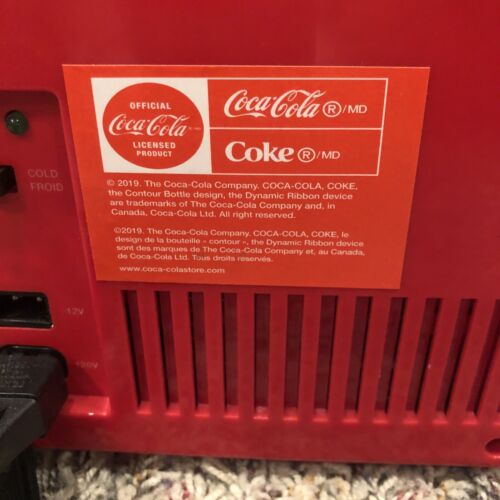 OFFICIAL
Coca-Cola
LICENSED
PRODUCT
Coca-Cola ®/MD
Coke ®/MD
© 2019. The Coca-Cola Company. COCA-COLA, COKE,
the Contour Bottle design, the Dynamic Ribbon device
are trademarks of The Coca-Cola Company and, in
Canada, Coca-Cola Ltd. All right reserved.
©2019. The Coca-Cola Company. COCA-COLA, COKE, le
design de la bouteille « contour », the Dynamic Ribbon device
sont des marques de The Coca-Cola Company et, au Canada,
de Coca-Cola Ltd. Tous droits reservés.
www.coca-colastore.com
COLD
FROID
12V